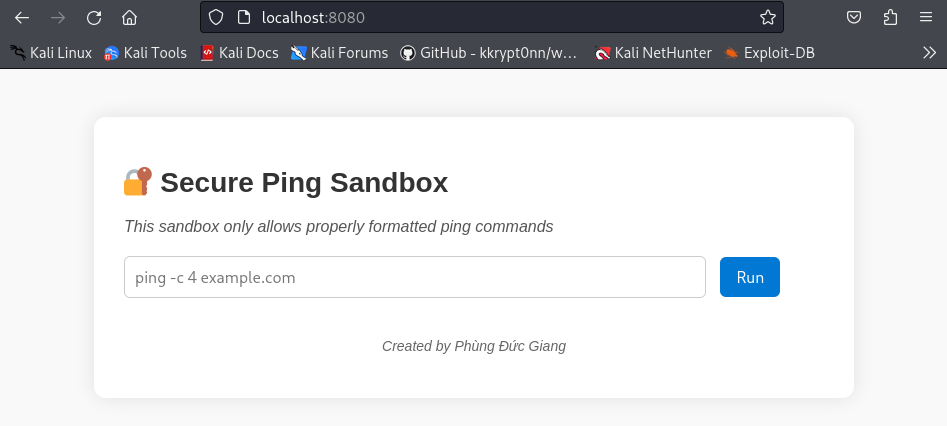 localhost:8080
Kali Linux Kali Tools Kali Docs Kali Forums GitHub - kkrypt0nn/w... Kali NetHunter Exploit-DB
Secure Ping Sandbox
This sandbox only allows properly formatted ping commands
ping -c 4 example.com Run
Created by Phùng Đức Giang